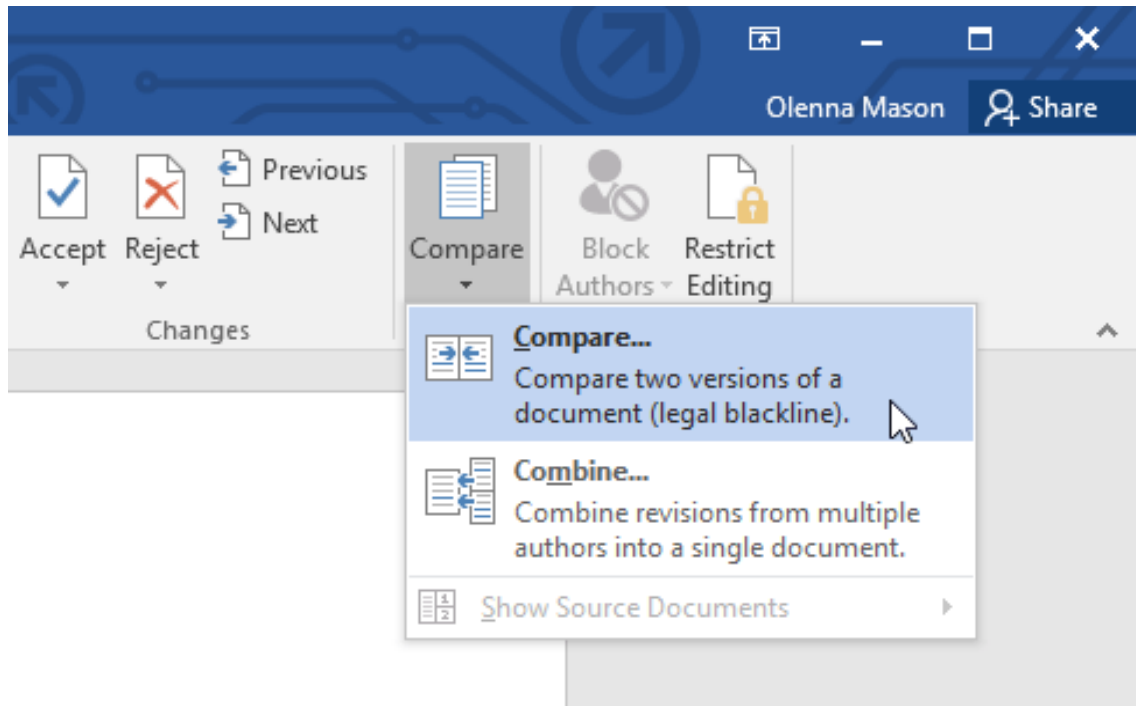 Olenna Mason
Share
Previous
Next
Accept
Reject
Changes
Compare
Block
Authors
Restrict
Editing
Compare...
Compare two versions of a
document (legal blackline).
Combine...
Combine revisions from multiple
authors into a single document.
Show Source Documents